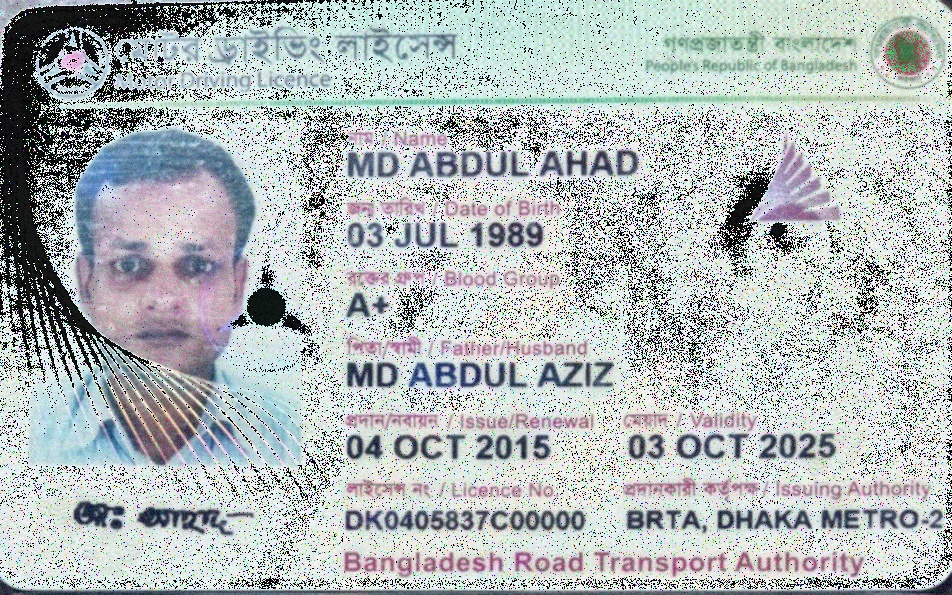 মোটর ড্রাইভিং লাইসেন্স
Driving Licence
গণপ্রজাতন্ত্রী বাংলাদেশ
People's Republic of Bangladesh
নাম / Name
MD ABDUL AHAD
জন্ম তারিখ / Date of Birth
03 JUL 1989
রক্তের গ্রুপ / Blood Group
A+
পিতা/স্বামী / Father/Husband
MD ABDUL AZIZ
প্রদান/নবায়ন / Issue/Renewal মেয়াদ / Validity
04 OCT 2015 03 OCT 2025
লাইসেন্স নং / Licence No. প্রদানকারী কর্তৃপক্ষ / Issuing Authority
DK0405837C00000 BRTA, DHAKA METRO-2
মোঃ আহাদ
Bangladesh Road Transport Authority